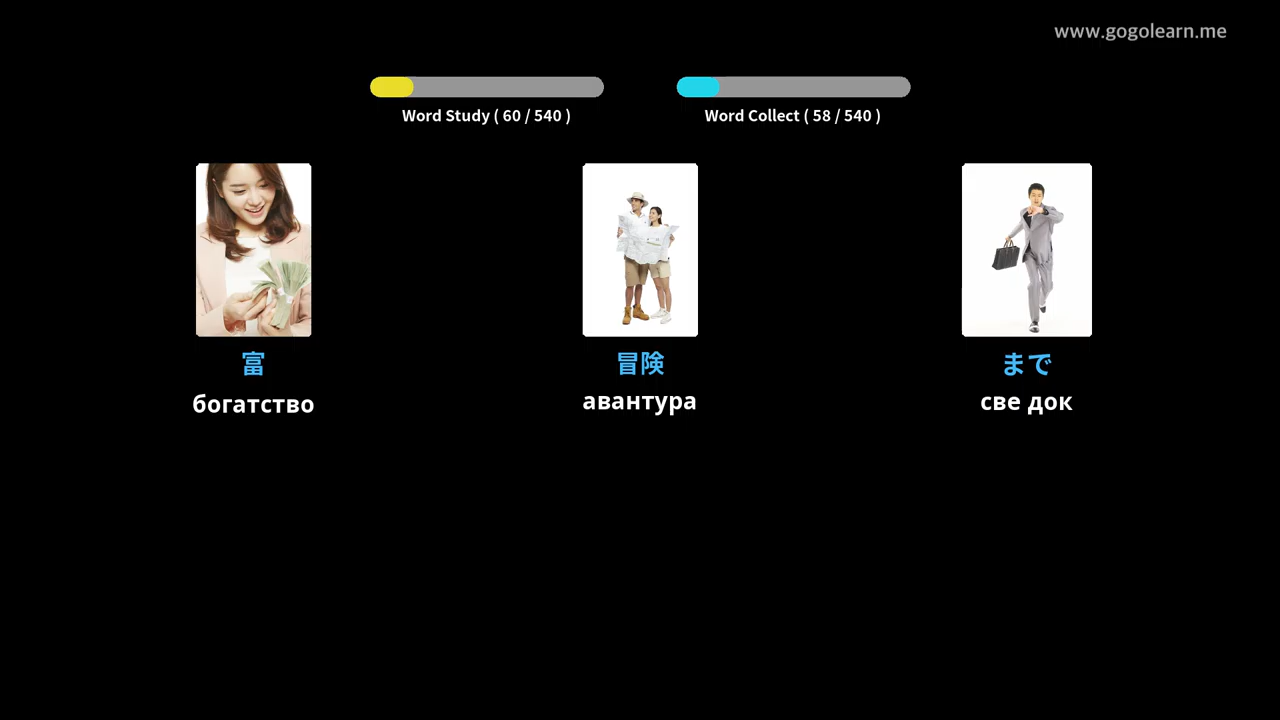 www.gogolearn.me
Word Study ( 60 / 540 )
Word Collect ( 58 / 540 )
富
богатство
冒険
авантура
まで
све док